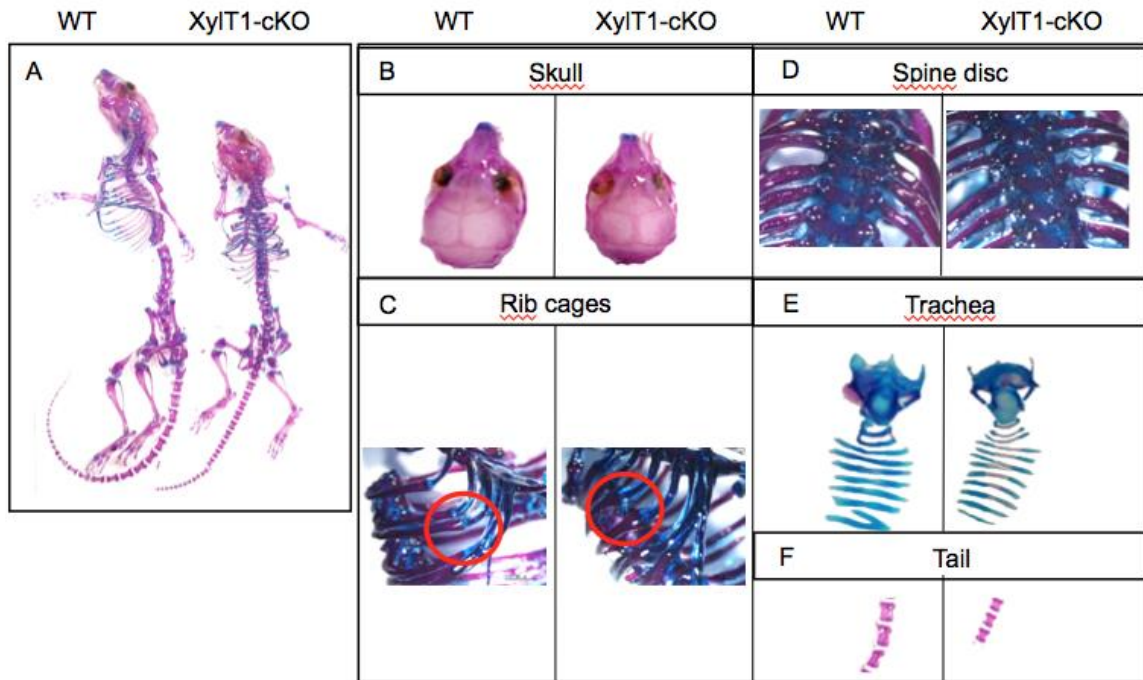 WT XylT1-cKO WT XylT1-cKO WT XylT1-cKO
A
B Skull
D Spine disc
C Rib cages
E Trachea
F Tail